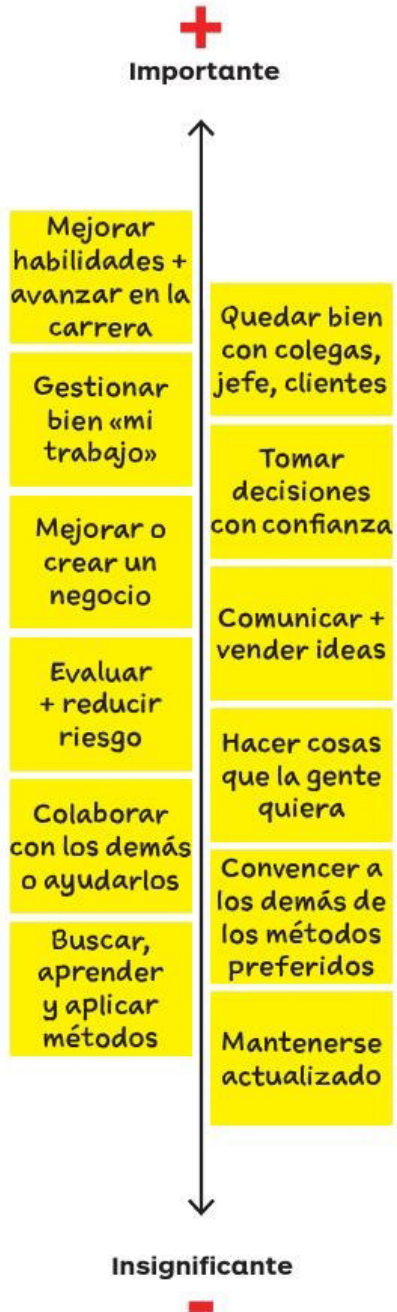 +
Importante
Mejorar
habilidades +
avanzar en la
carrera
Quedar bien
con colegas,
jefe, clientes
Gestionar
bien «mi
trabajo»
Tomar
decisiones
con confianza
Mejorar o
crear un
negocio
Comunicar +
vender ideas
Evaluar
+ reducir
riesgo
Hacer cosas
que la gente
quiera
Colaborar
con los demás
o ayudarlos
Convencer a
los demás de
los métodos
preferidos
Buscar,
aprender
y aplicar
métodos
Mantenerse
actualizado
Insignificante
-